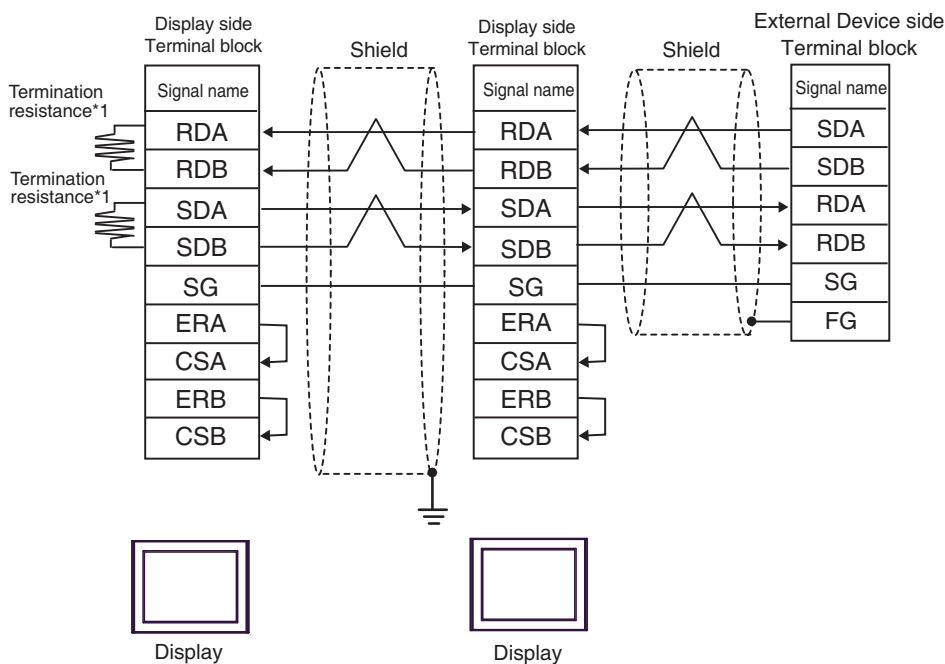 Display side
Terminal block
Shield
Display side
Terminal block
Shield
External Device side
Terminal block
Termination
resistance*1
Termination
resistance*1
Signal name
RDA
RDB
SDA
SDB
SG
ERA
CSA
ERB
CSB
Signal name
RDA
RDB
SDA
SDB
SG
ERA
CSA
ERB
CSB
Signal name
SDA
SDB
RDA
RDB
SG
FG
Display
Display